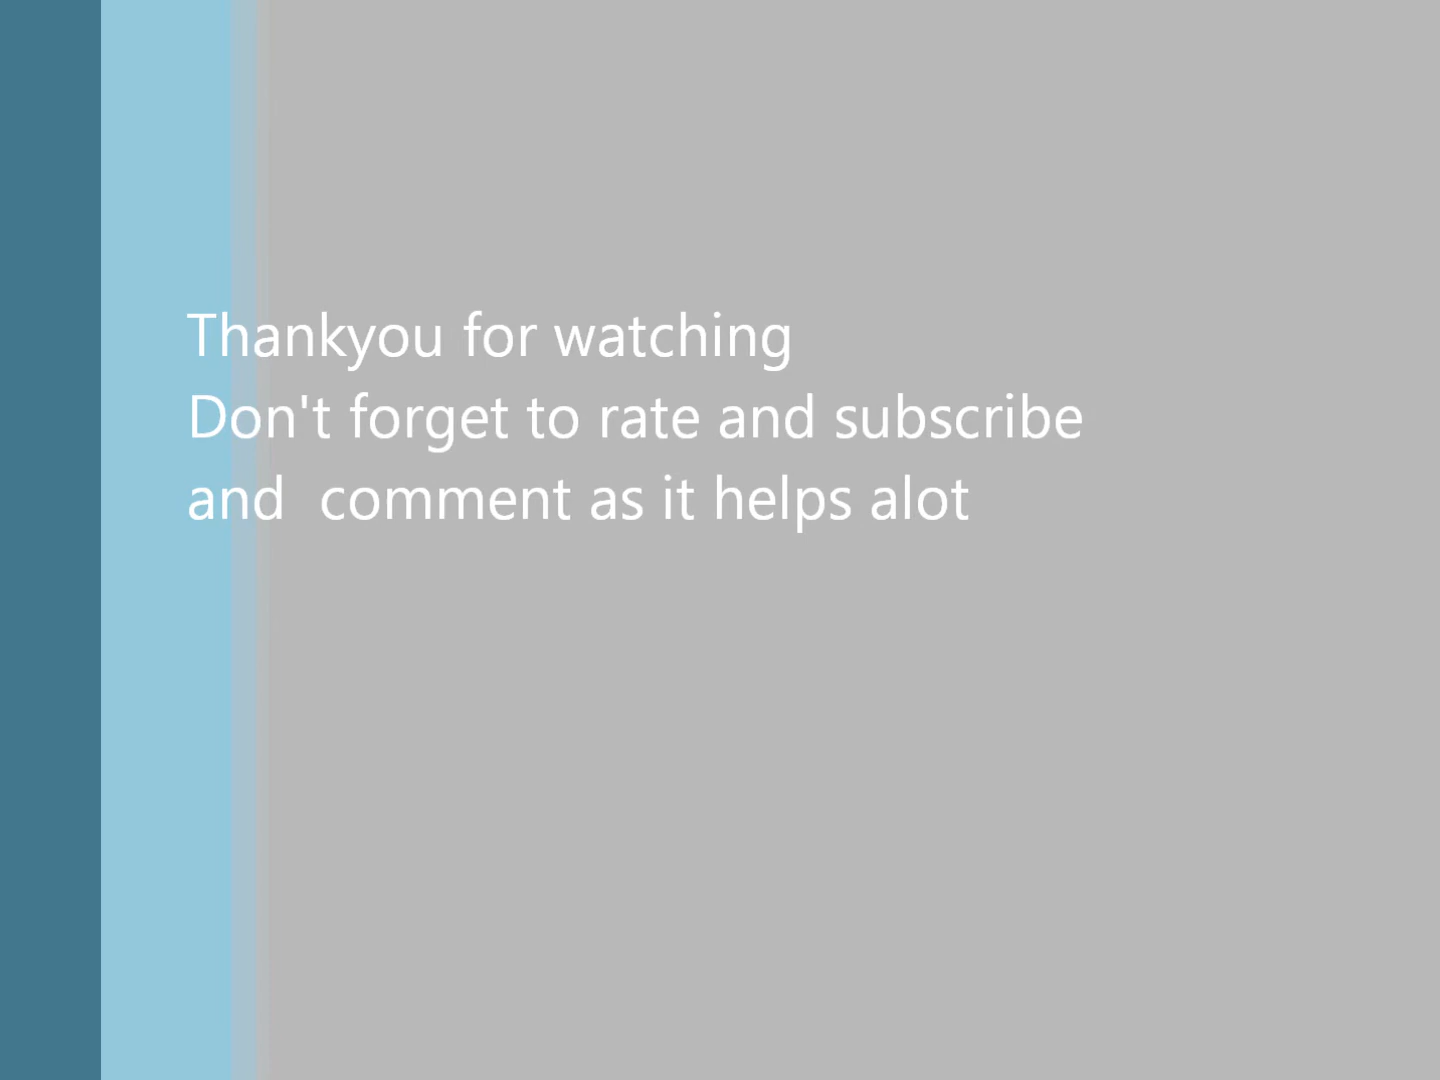 Thankyou for watching
Don't forget to rate and subscribe
and  comment as it helps alot